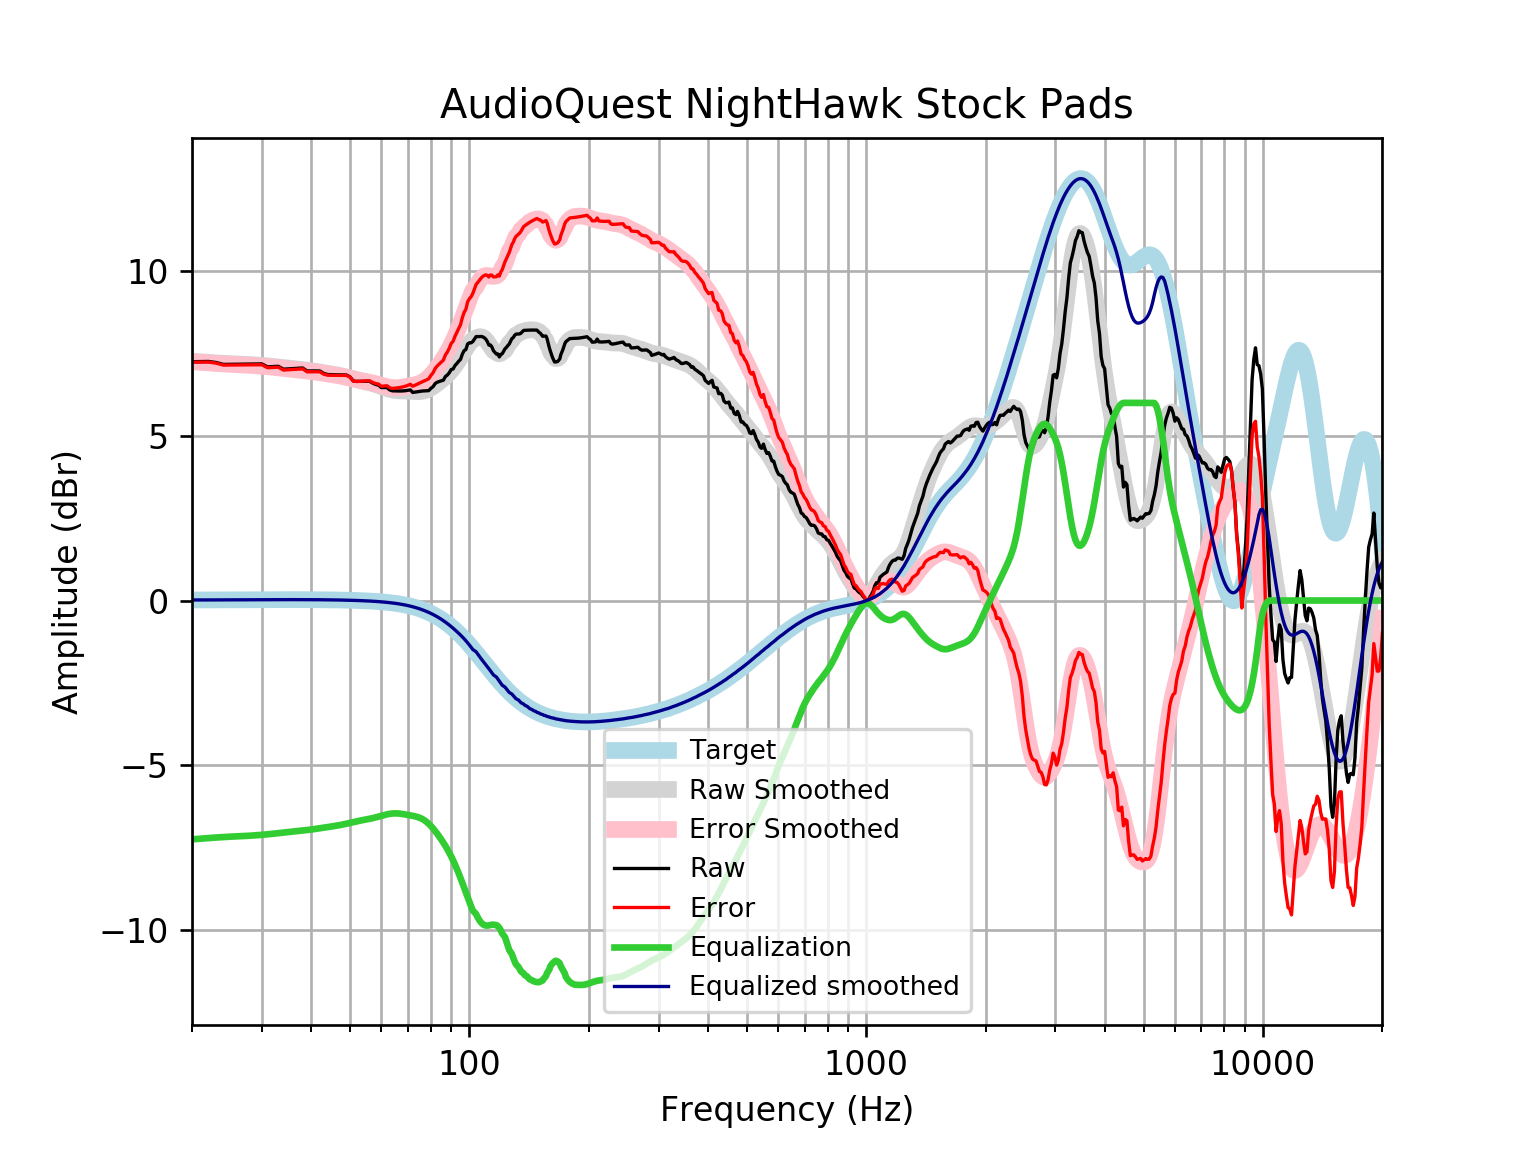 AudioQuest NightHawk Stock Pads
Amplitude (dBr)
10
5
0
−5
−10
Target
Raw Smoothed
Error Smoothed
Raw
Error
Equalization
Equalized smoothed
100
1000
10000
Frequency (Hz)